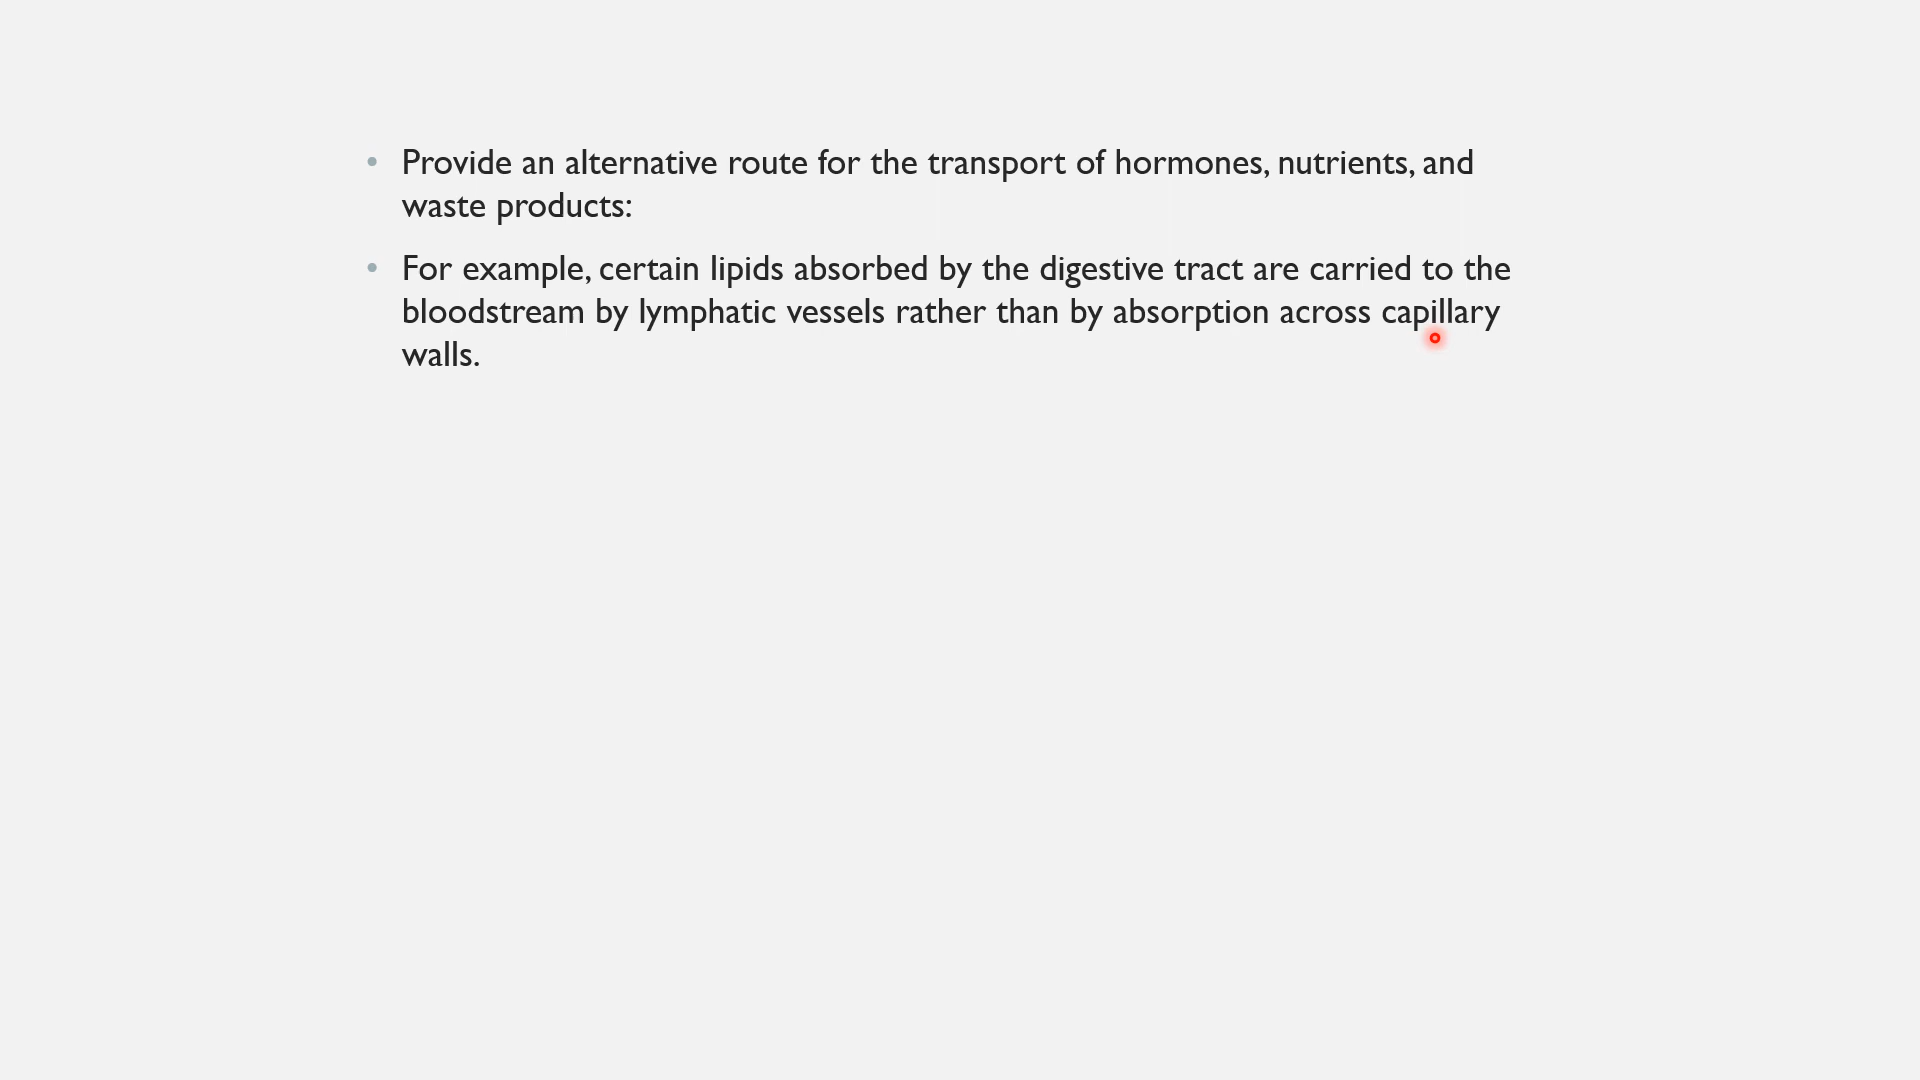 • Provide an alternative route for the transport of hormones, nutrients, and
waste products:
• For example, certain lipids absorbed by the digestive tract are carried to the
bloodstream by lymphatic vessels rather than by absorption across capillary
walls.